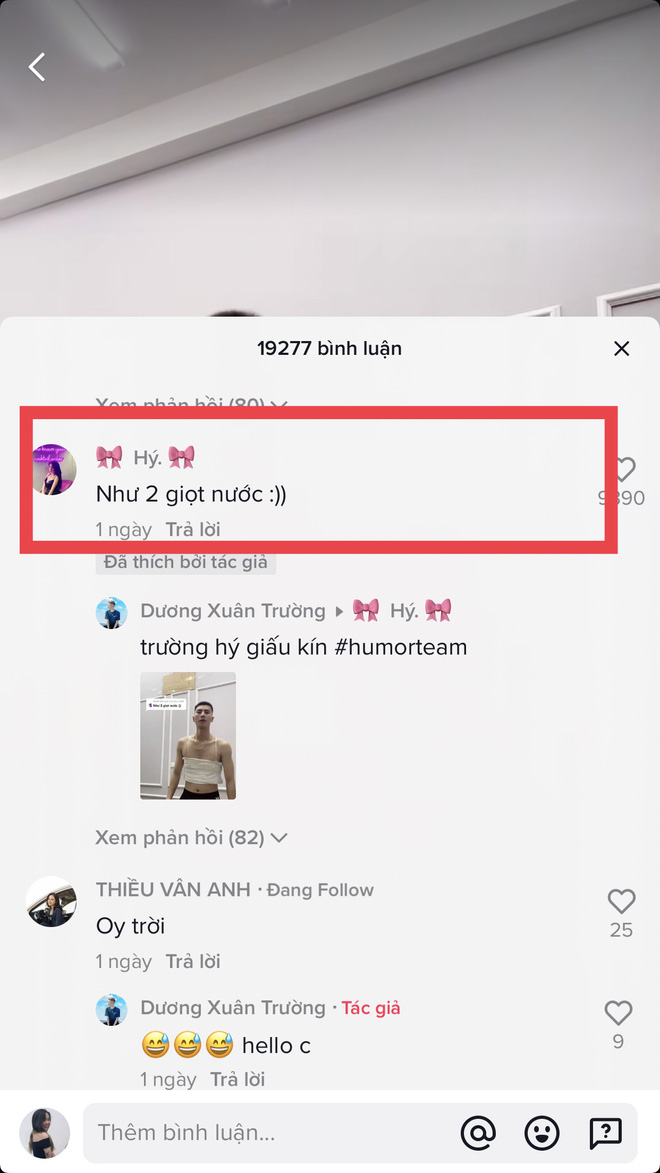 19277 bình luận
Xem phản hồi (80)
🎀 Hý. 🎀
Như 2 giọt nước :))
1 ngày Trả lời
9390
Đã thích bởi tác giả
Dương Xuân Trường ▸ 🎀 Hý. 🎀
trường hý giấu kín #humorteam
Như 2 giọt nước :))
Xem phản hồi (82)
THIỀU VÂN ANH · Đang Follow
Oy trời
1 ngày Trả lời
25
Dương Xuân Trường · Tác giả
😅😅😅 hello c
9
1 ngày Trả lời
Thêm bình luận...